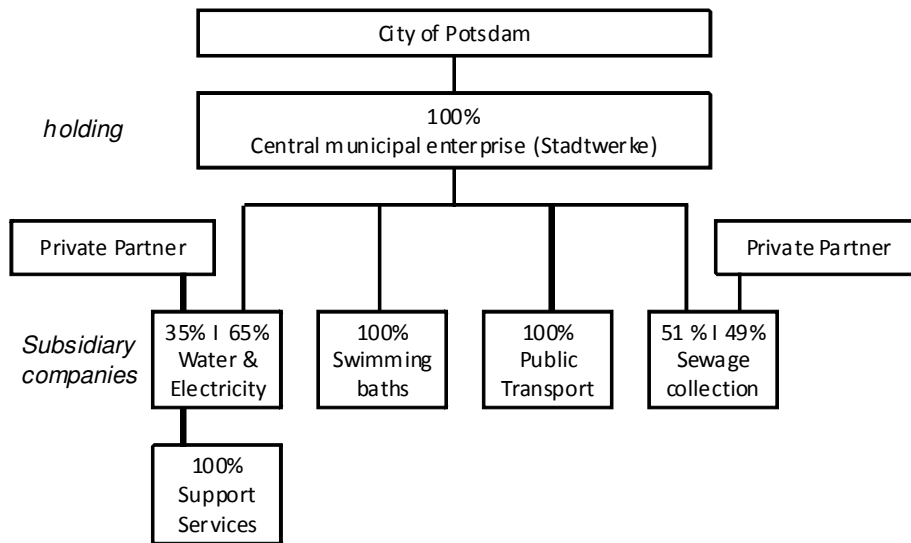 City of Potsdam
holding
100%
Central municipal enterprise (Stadtwerke)
Private Partner
Private Partner
Subsidiary
companies
35% I 65%
Water &
Electricity
100%
Swimming
baths
100%
Public
Transport
51 % I 49%
Sewage
collection
100%
Support
Services